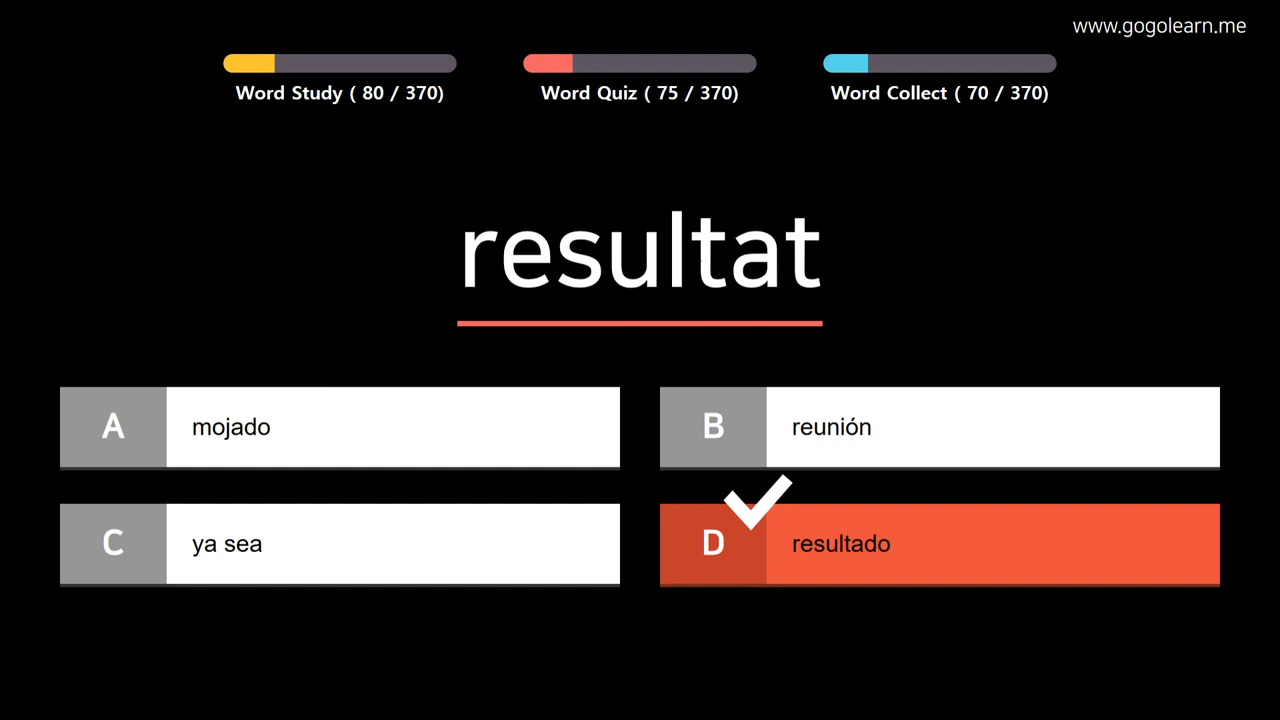 www.gogolearn.me
Word Study ( 80 / 370)
Word Quiz ( 75 / 370)
Word Collect ( 70 / 370)
resultat
A mojado
B reunión
C ya sea
D resultado